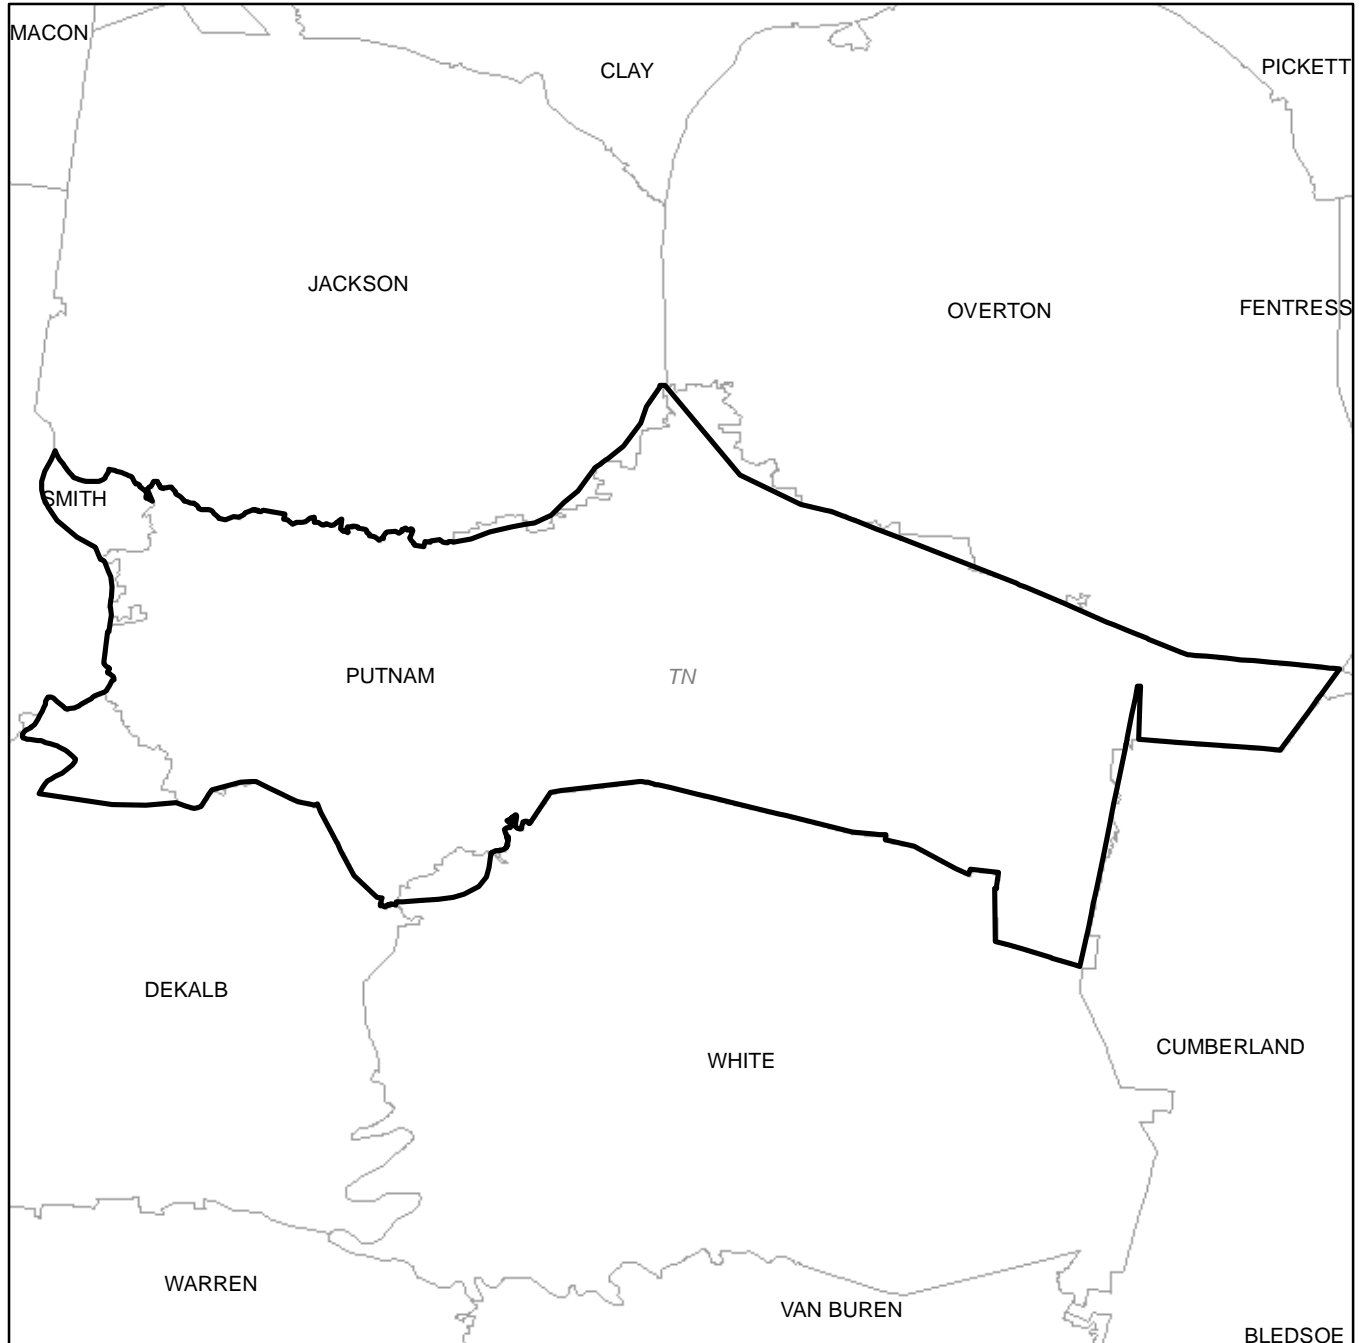 MACON
CLAY
PICKETT
JACKSON
OVERTON
FENTRESS
SMITH
PUTNAM
TN
DEKALB
WHITE
CUMBERLAND
WARREN
VAN BUREN
BLEDSOE